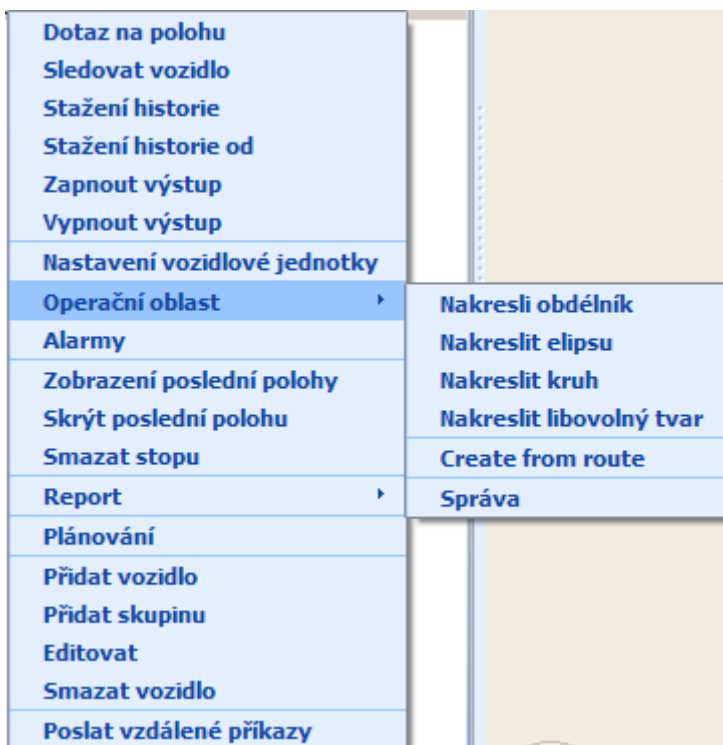 Dotaz na polohu
Sledovat vozidlo
Stažení historie
Stažení historie od
Zapnout výstup
Vypnout výstup
Nastavení vozidlové jednotky
Operační oblast
Alarmy
Zobrazení poslední polohy
Skrýt poslední polohu
Smazat stopu
Report
Plánování
Přidat vozidlo
Přidat skupinu
Editovat
Smazat vozidlo
Poslat vzdálené příkazy
Nakresli obdélník
Nakreslit elipsu
Nakreslit kruh
Nakreslit libovolný tvar
Create from route
Správa